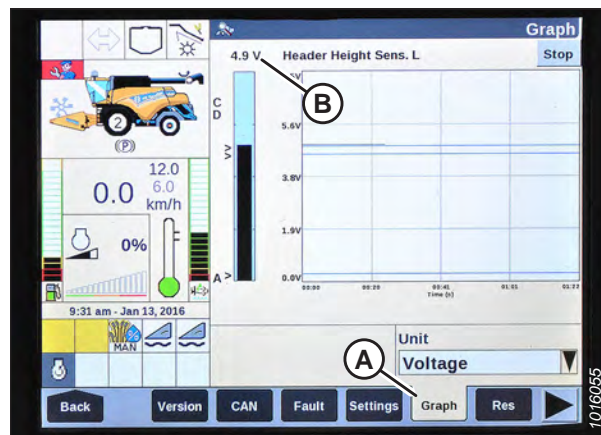 Graph
4.9 V
Header Height Sens. L
Stop
B
C
D
5.6V
3.8V
1.9V
0.0V
A
00:00
00:20
00:41
01:01
01:22
Time (s)
2
(P)
12.0
0.0
6.0
km/h
0%
9:31 am - Jan 13, 2016
MAN
Unit
A
Voltage
Back
Version
CAN
Fault
Settings
Graph
Res
1016055